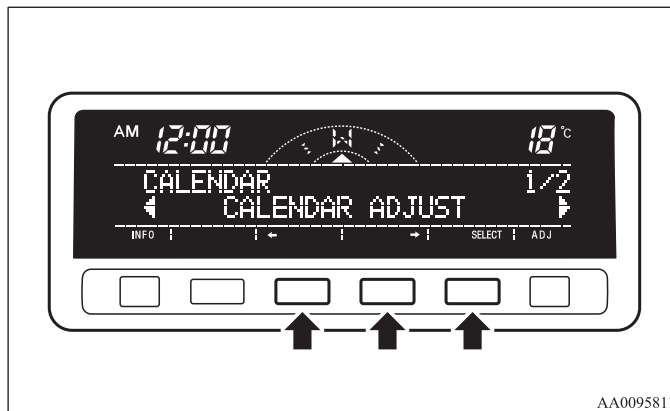 AM 12:00 N 18 °C
CALENDAR 1/2
CALENDAR ADJUST
INFO ← → SELECT ADJ
AA009581